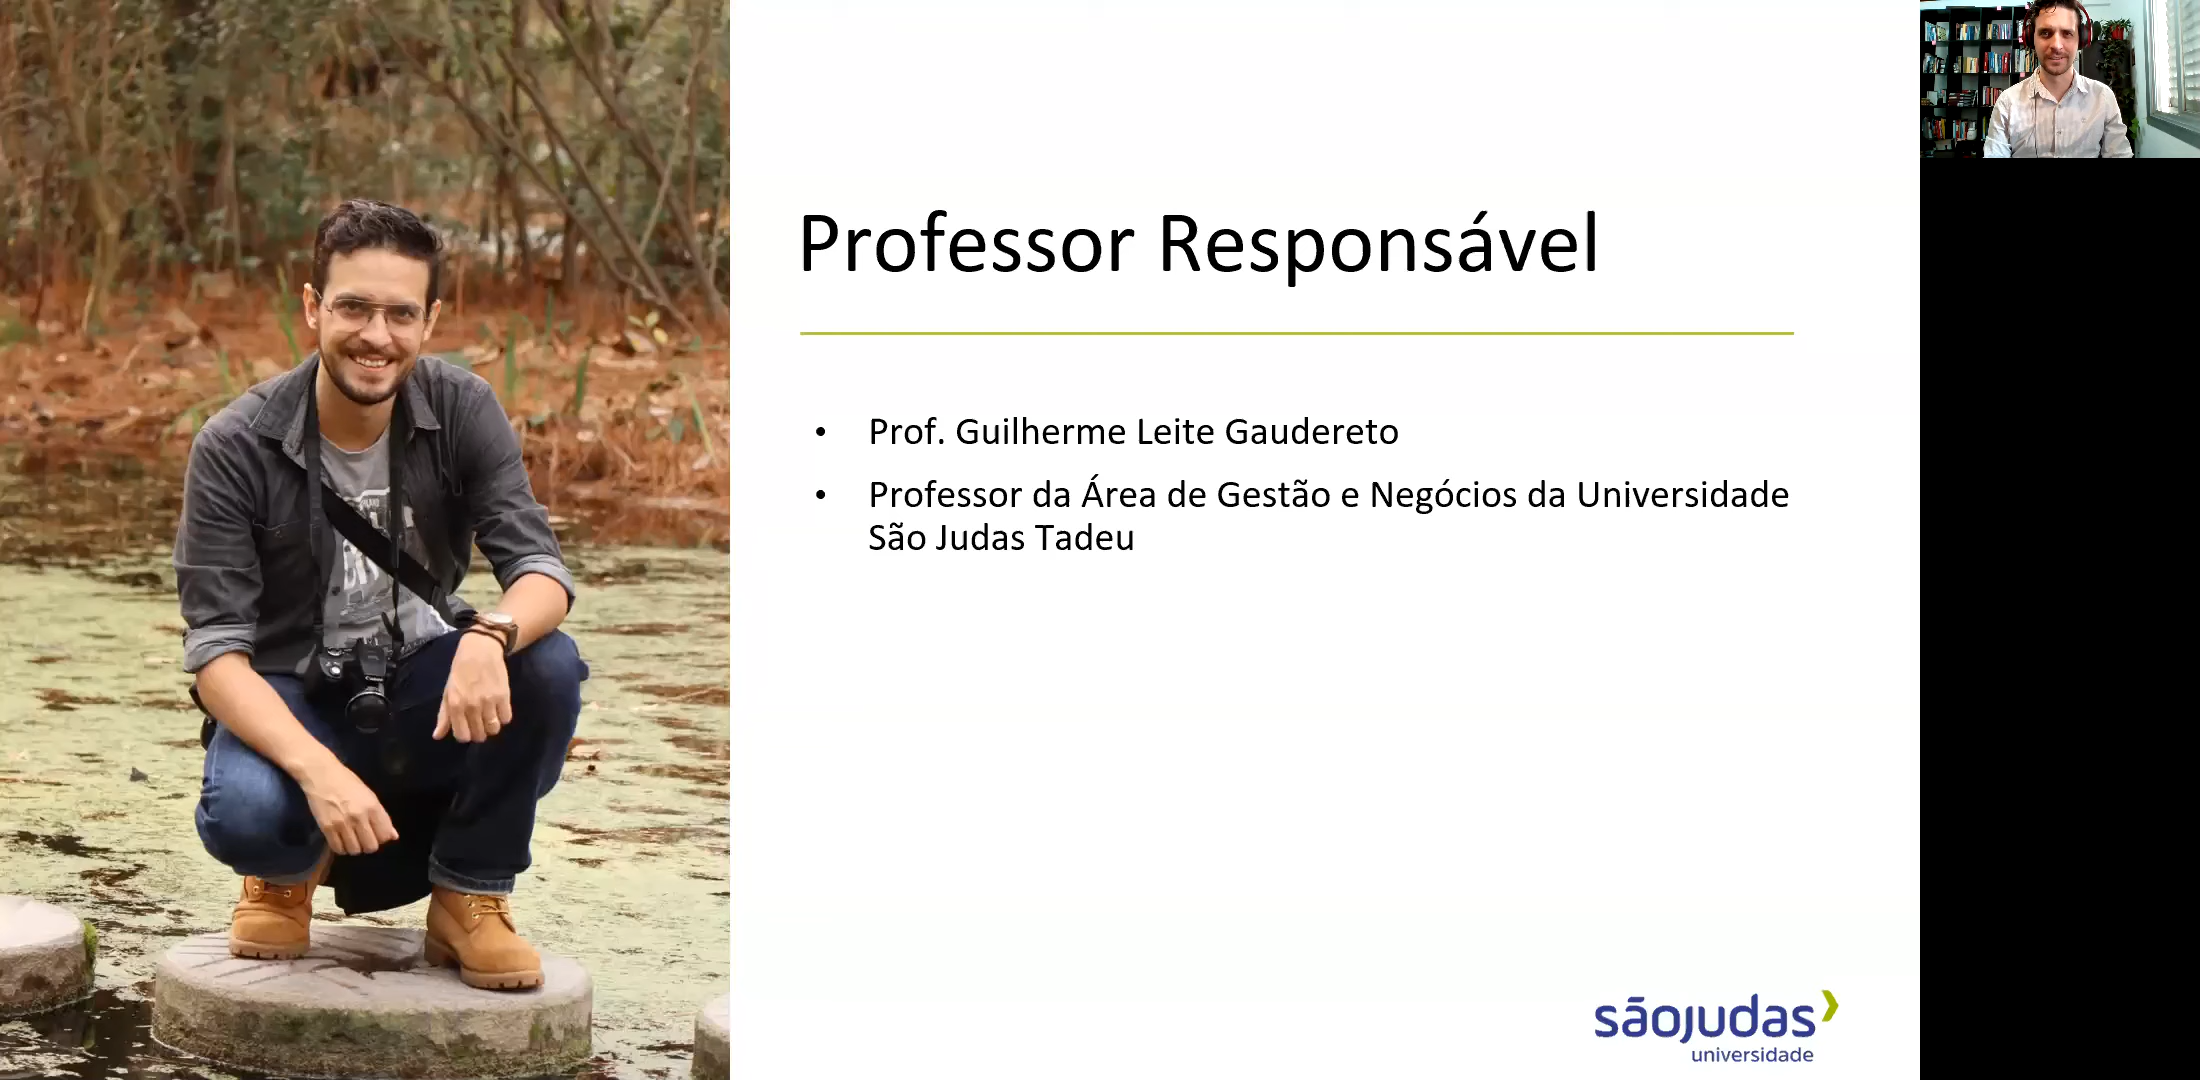 Professor Responsável
• Prof. Guilherme Leite Gaudereto
• Professor da Área de Gestão e Negócios da Universidade
São Judas Tadeu
sãojudas
universidade